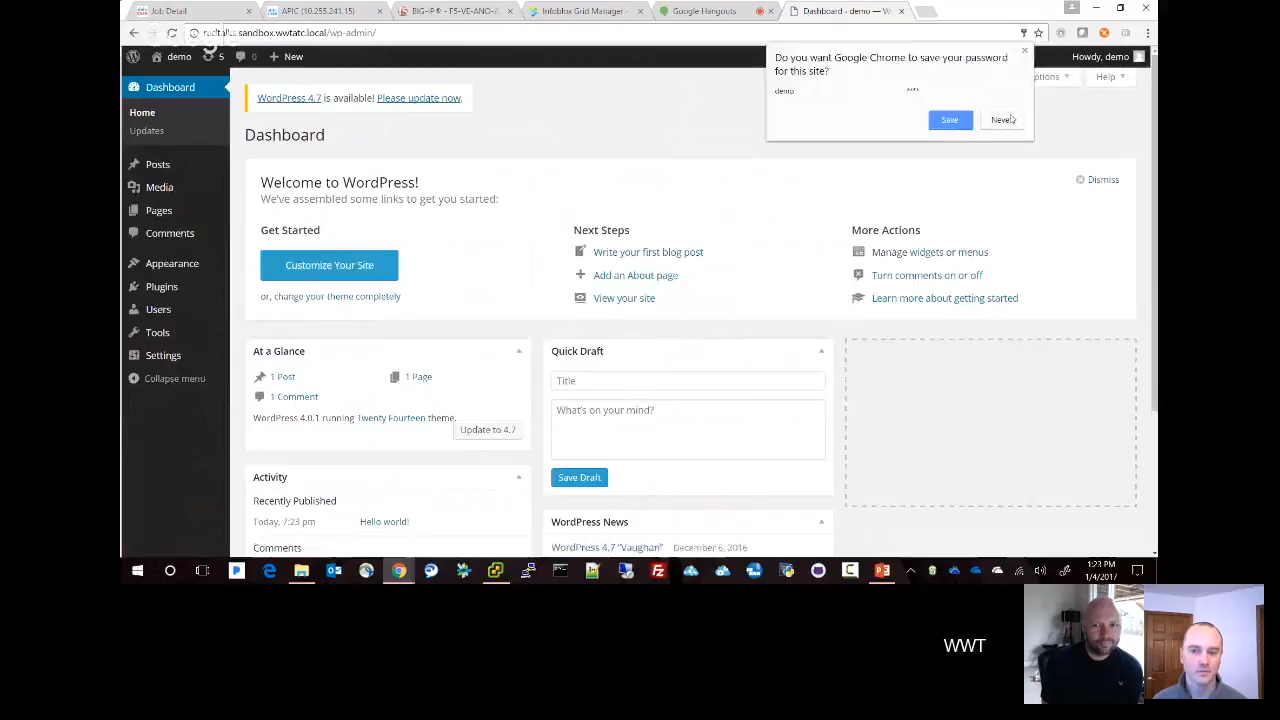 Job Detail
APIC (10.255.241.15)
BIG-IP® - F5-VE-ANO-A
Infoblox Grid Manager -
Google Hangouts
Dashboard ‹ demo — W
redtalks.sandbox.wwtatc.local/wp-admin/
Google
demo
5
0
New
Howdy, demo
Do you want Google Chrome to save your password
for this site?
demo
****
Save
Never
Help
Dashboard
Home
Updates
Posts
Media
Pages
Comments
Appearance
Plugins
Users
Tools
Settings
Collapse menu
WordPress 4.7 is available! Please update now.
Dashboard
Welcome to WordPress!
We've assembled some links to get you started:
Dismiss
Get Started
Customize Your Site
or, change your theme completely
Next Steps
Write your first blog post
Add an About page
View your site
More Actions
Manage widgets or menus
Turn comments on or off
Learn more about getting started
At a Glance
1 Post
1 Page
1 Comment
WordPress 4.0.1 running Twenty Fourteen theme.
Update to 4.7
Activity
Recently Published
Today, 7:23 pm
Hello world!
Comments
Quick Draft
Title
What's on your mind?
Save Draft
WordPress News
WordPress 4.7 "Vaughan"
December 6, 2016
1:23 PM
1/4/2017
WWT